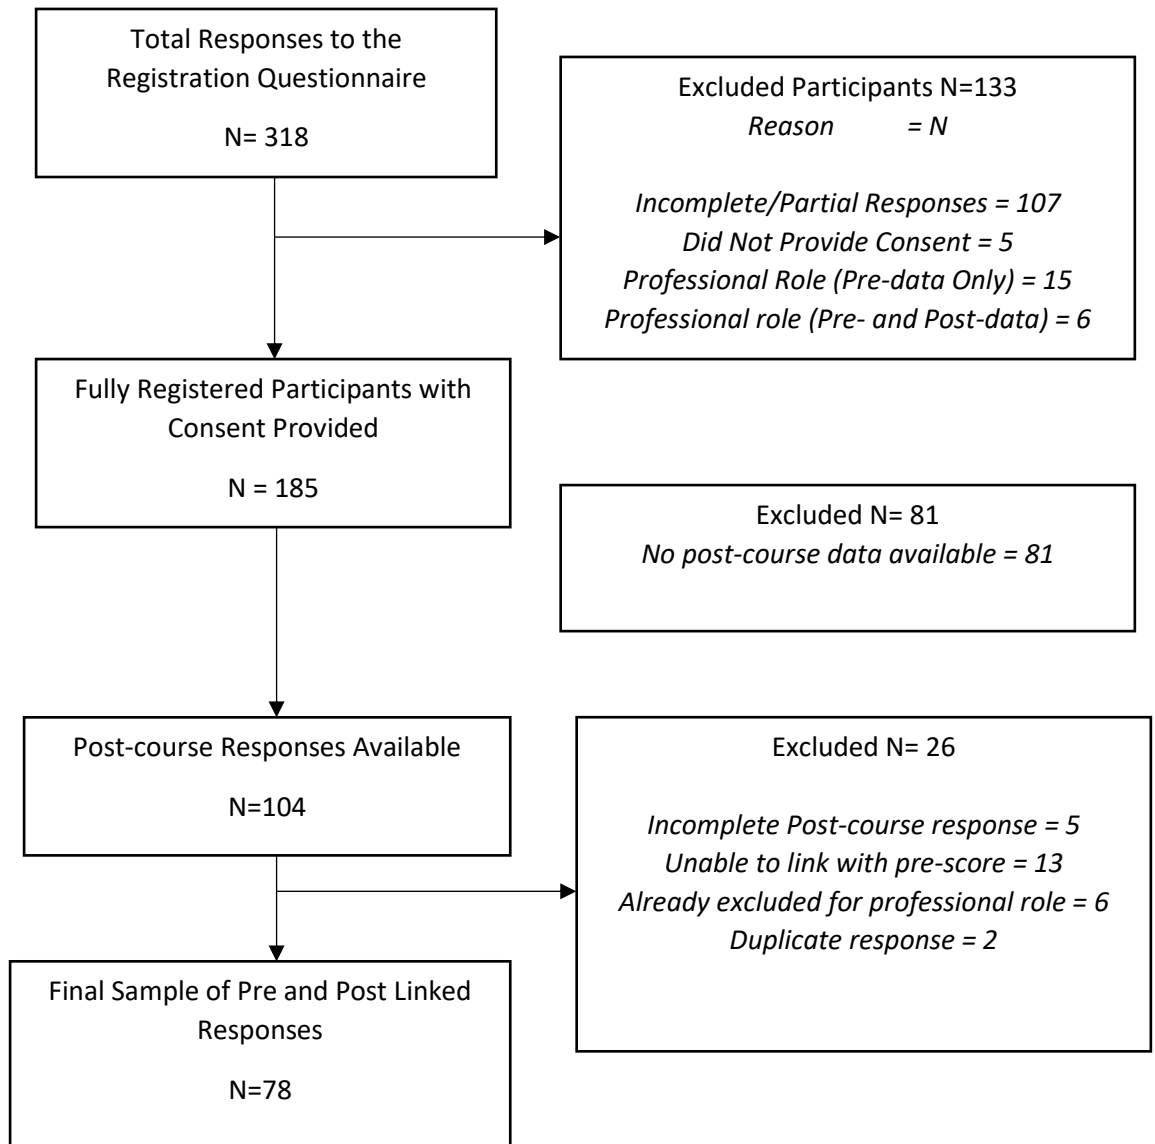 Total Responses to the
Registration Questionnaire
N= 318
Excluded Participants N=133
Reason = N
Incomplete/Partial Responses = 107
Did Not Provide Consent = 5
Professional Role (Pre-data Only) = 15
Professional role (Pre- and Post-data) = 6
Fully Registered Participants with
Consent Provided
N = 185
Excluded N= 81
No post-course data available = 81
Post-course Responses Available
N=104
Excluded N= 26
Incomplete Post-course response = 5
Unable to link with pre-score = 13
Already excluded for professional role = 6
Duplicate response = 2
Final Sample of Pre and Post Linked
Responses
N=78